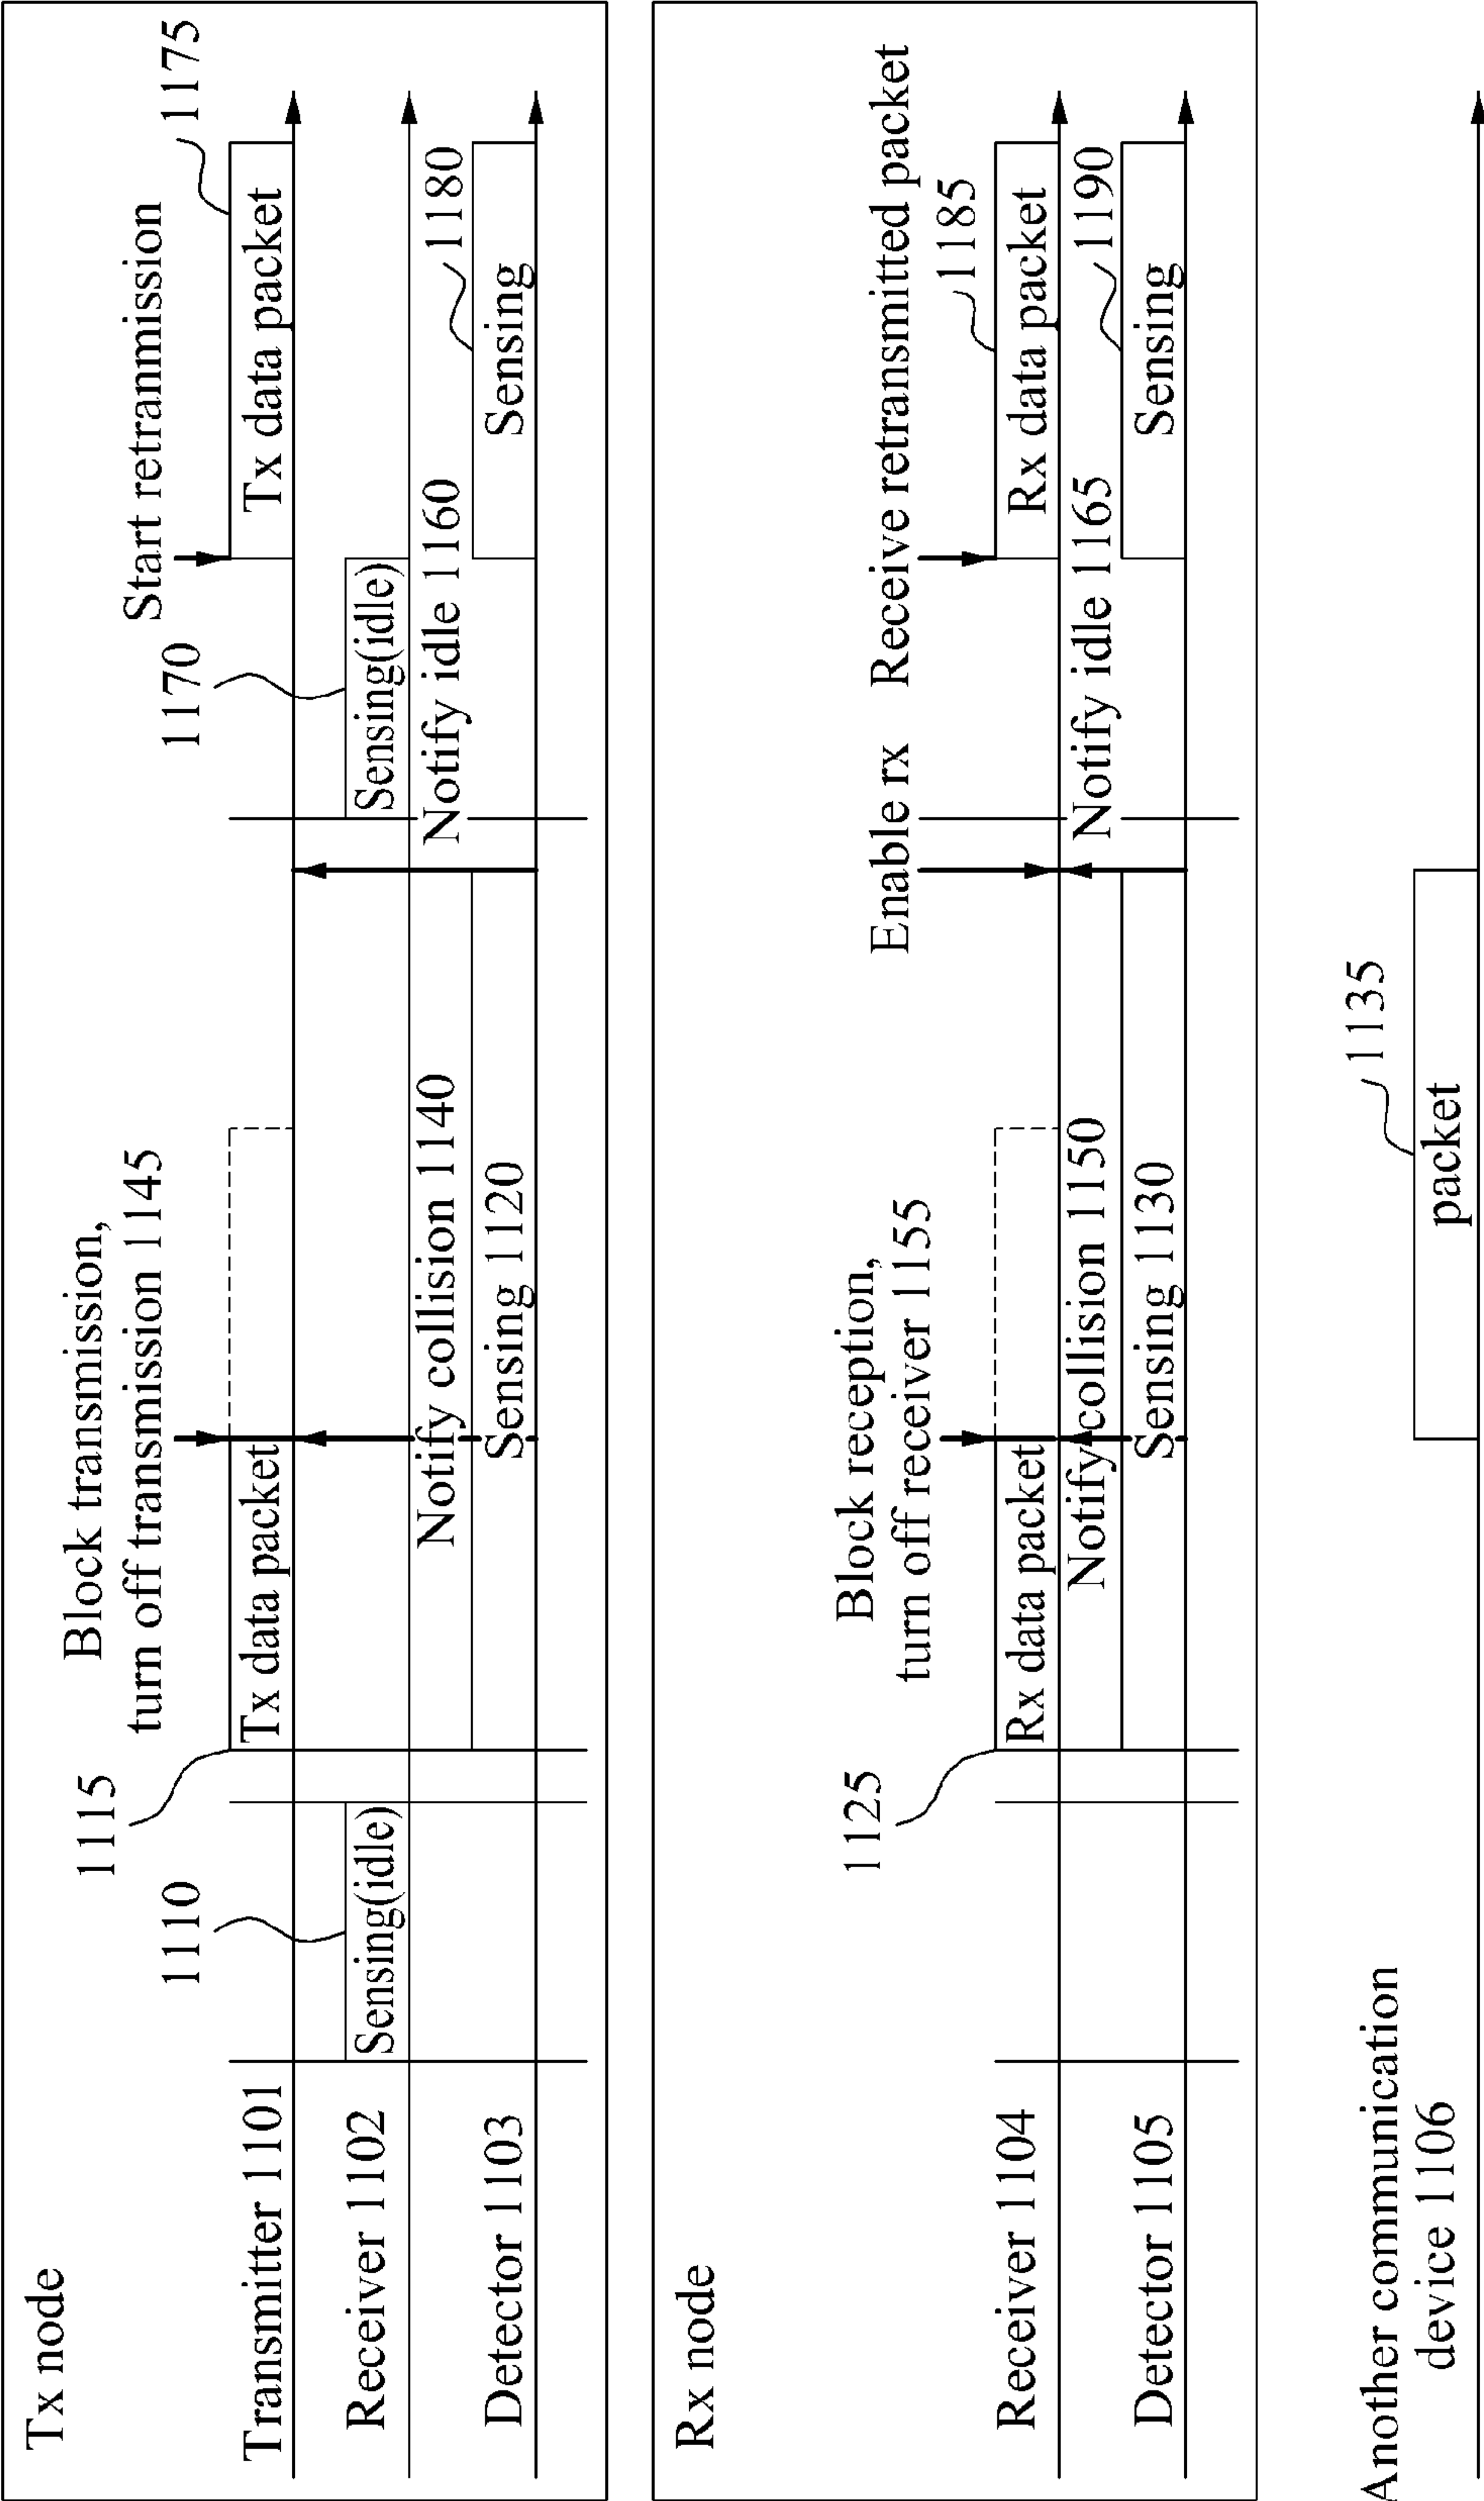 Tx node
Block transmission,
turn off transmission 1145
Start retranmission
1115
1110
1170
1175
Transmitter 1101
Tx data packet
Tx data packet
Receiver 1102
Sensing(idle)
Sensing(idle)
Notify collision 1140
Notify idle 1160
1180
Detector 1103
Sensing 1120
Sensing
Rx node
Block reception,
turn off receiver 1155
Enable rx
Receive retransmitted packet
1125
1185
Receiver 1104
Rx data packet
Rx data packet
Notify collision 1150
Notify idle 1165
1190
Detector 1105
Sensing 1130
Sensing
Another communication
device 1106
1135
packet